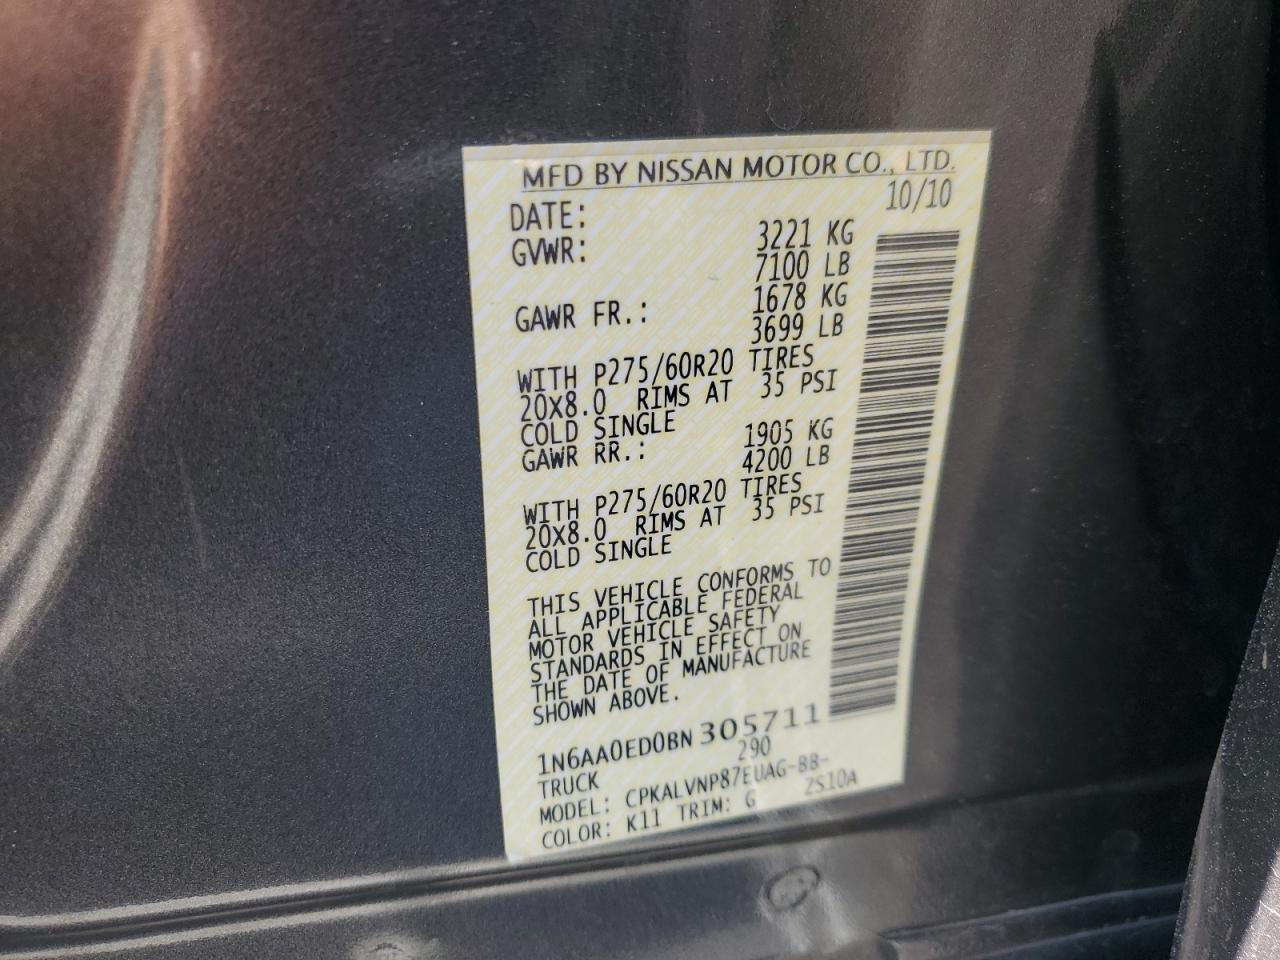 MFD BY NISSAN MOTOR CO., LTD.
DATE: 10/10
GVWR: 3221 KG
7100 LB
GAWR FR.: 1678 KG
3699 LB
WITH P275/60R20 TIRES
20X8.0 RIMS AT 35 PSI
COLD SINGLE
GAWR RR.: 1905 KG
4200 LB
WITH P275/60R20 TIRES
20X8.0 RIMS AT 35 PSI
COLD SINGLE
THIS VEHICLE CONFORMS TO
ALL APPLICABLE FEDERAL
MOTOR VEHICLE SAFETY
STANDARDS IN EFFECT ON
THE DATE OF MANUFACTURE
SHOWN ABOVE.
1N6AA0ED0BN305711
TRUCK 290
MODEL: CPKALVNP87EUAG-BB-
COLOR: K11 TRIM: G ZS10A